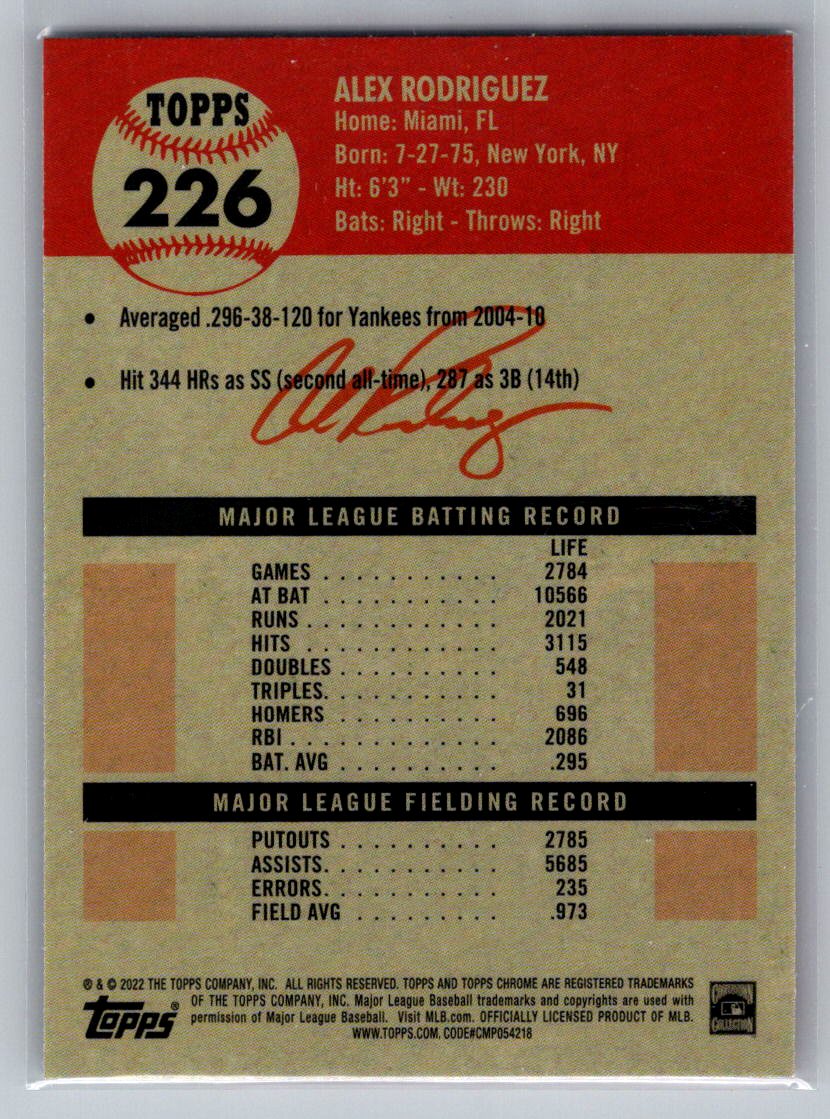 TOPPS
226
ALEX RODRIGUEZ
Home: Miami, FL
Born: 7-27-75, New York, NY
Ht: 6'3" - Wt: 230
Bats: Right - Throws: Right
• Averaged .296-38-120 for Yankees from 2004-10
• Hit 344 HRs as SS (second all-time), 287 as 3B (14th)
MAJOR LEAGUE BATTING RECORD
LIFE
GAMES . . . . . . . . . . . 2784
AT BAT . . . . . . . . . . . 10566
RUNS . . . . . . . . . . . . 2021
HITS . . . . . . . . . . . . 3115
DOUBLES . . . . . . . . . . 548
TRIPLES. . . . . . . . . . . 31
HOMERS . . . . . . . . . . 696
RBI . . . . . . . . . . . . . 2086
BAT. AVG . . . . . . . . . . .295
MAJOR LEAGUE FIELDING RECORD
PUTOUTS . . . . . . . . . . 2785
ASSISTS. . . . . . . . . . . 5685
ERRORS. . . . . . . . . . . 235
FIELD AVG . . . . . . . . . .973
® & © 2022 THE TOPPS COMPANY, INC. ALL RIGHTS RESERVED. TOPPS AND TOPPS CHROME ARE REGISTERED TRADEMARKS
OF THE TOPPS COMPANY, INC. Major League Baseball trademarks and copyrights are used with
permission of Major League Baseball. Visit MLB.com. OFFICIALLY LICENSED PRODUCT OF MLB.
WWW.TOPPS.COM. CODE#CMP054218
Topps®
COOPERSTOWN
COLLECTION